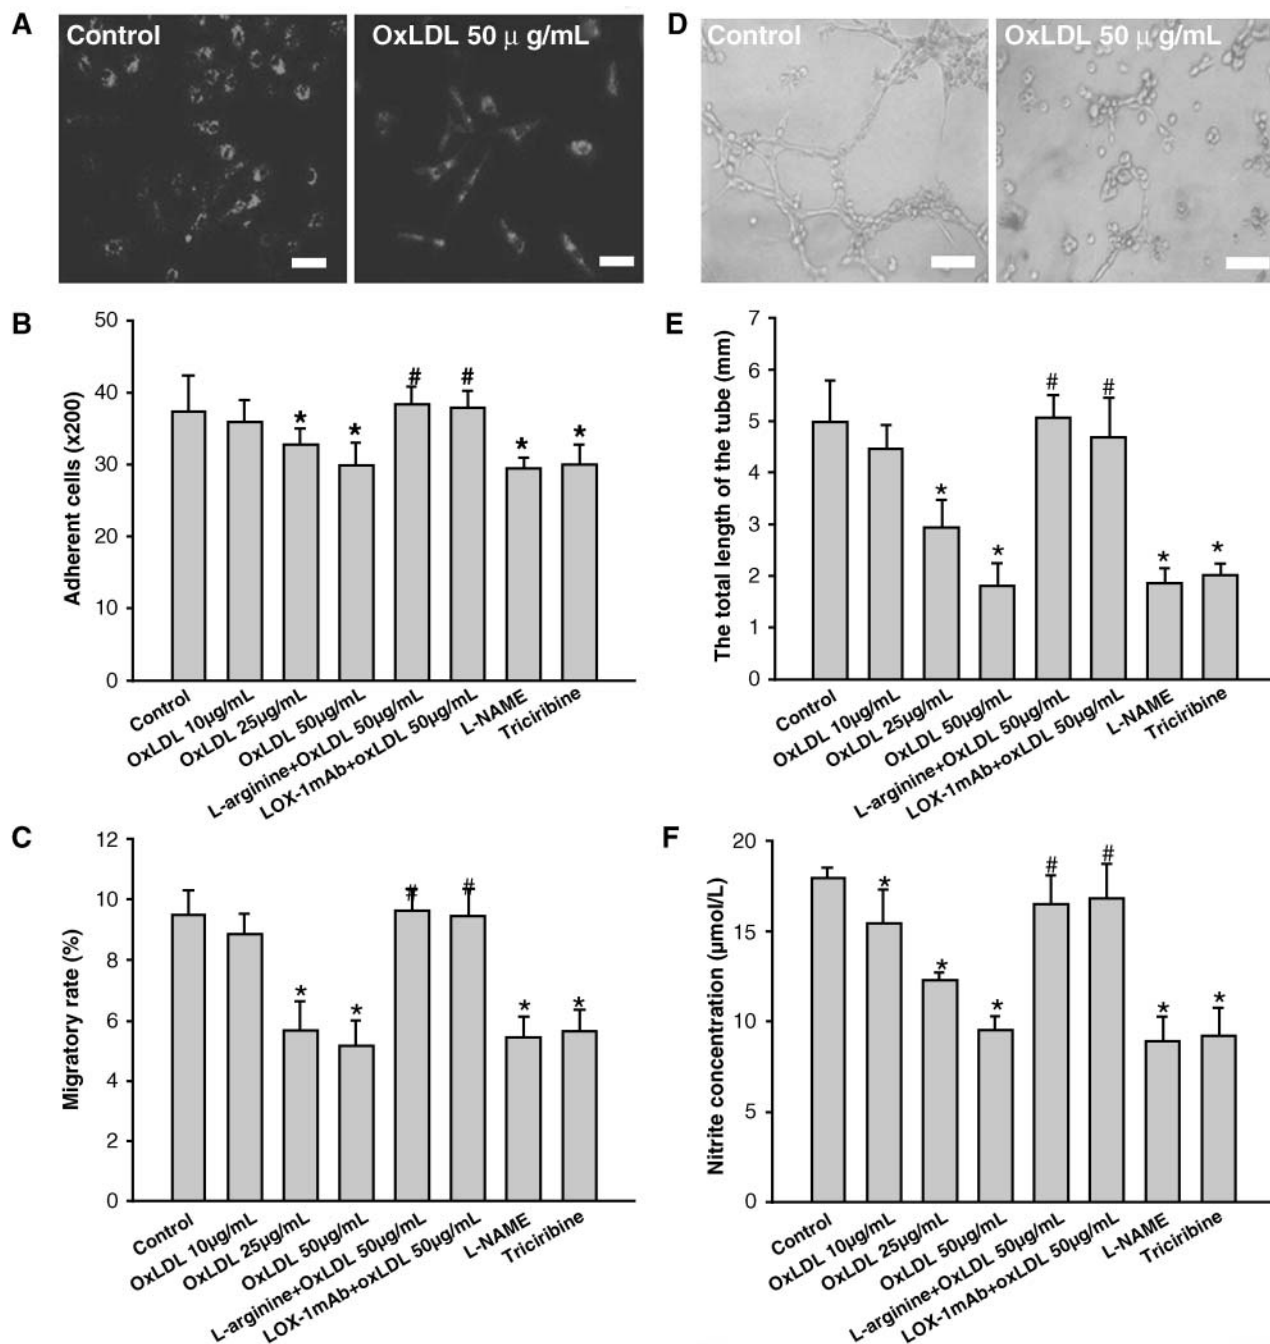 A
Control
OxLDL 50 μ g/mL
D
Control
OxLDL 50 μ g/mL
B
Adherent cells (x200)
50
40
30
20
10
0
*
*
#
#
*
*
Control
OxLDL 10µg/mL
OxLDL 25µg/mL
OxLDL 50µg/mL
L-arginine+OxLDL 50µg/mL
LOX-1mAb+oxLDL 50µg/mL
L-NAME
Triciribine
E
The total length of the tube (mm)
7
6
5
4
3
2
1
0
*
*
#
#
*
*
Control
OxLDL 10µg/mL
OxLDL 25µg/mL
OxLDL 50µg/mL
L-arginine+OxLDL 50µg/mL
LOX-1mAb+oxLDL 50µg/mL
L-NAME
Triciribine
C
Migratory rate (%)
12
10
8
6
4
2
0
*
*
#
#
*
*
Control
OxLDL 10µg/mL
OxLDL 25µg/mL
OxLDL 50µg/mL
L-arginine+OxLDL 50µg/mL
LOX-1mAb+oxLDL 50µg/mL
L-NAME
Triciribine
F
Nitrite concentration (µmol/L)
20
15
10
5
0
*
*
*
#
#
*
*
Control
OxLDL 10µg/mL
OxLDL 25µg/mL
OxLDL 50µg/mL
L-arginine+OxLDL 50µg/mL
LOX-1mAb+oxLDL 50µg/mL
L-NAME
Triciribine